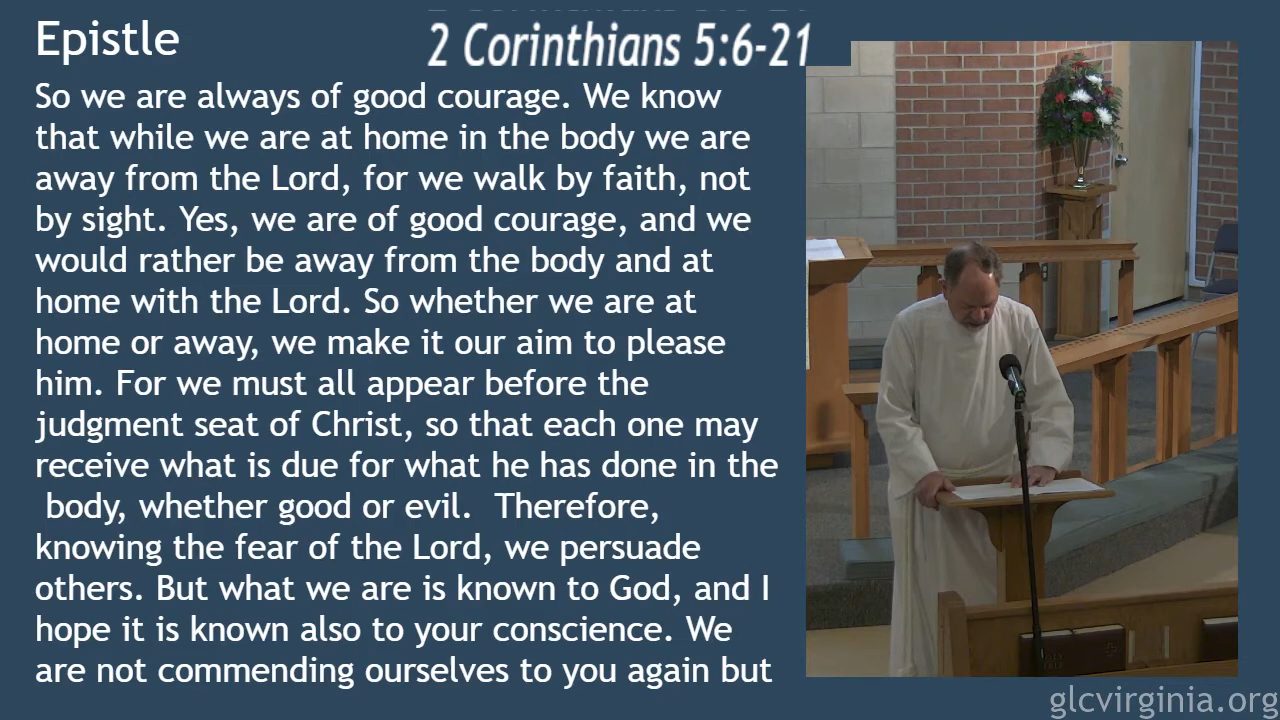 Epistle
2 Corinthians 5:6-21
So we are always of good courage. We know
that while we are at home in the body we are
away from the Lord, for we walk by faith, not
by sight. Yes, we are of good courage, and we
would rather be away from the body and at
home with the Lord. So whether we are at
home or away, we make it our aim to please
him. For we must all appear before the
judgment seat of Christ, so that each one may
receive what is due for what he has done in the
body, whether good or evil.  Therefore,
knowing the fear of the Lord, we persuade
others. But what we are is known to God, and I
hope it is known also to your conscience. We
are not commending ourselves to you again but
glcvirginia.org